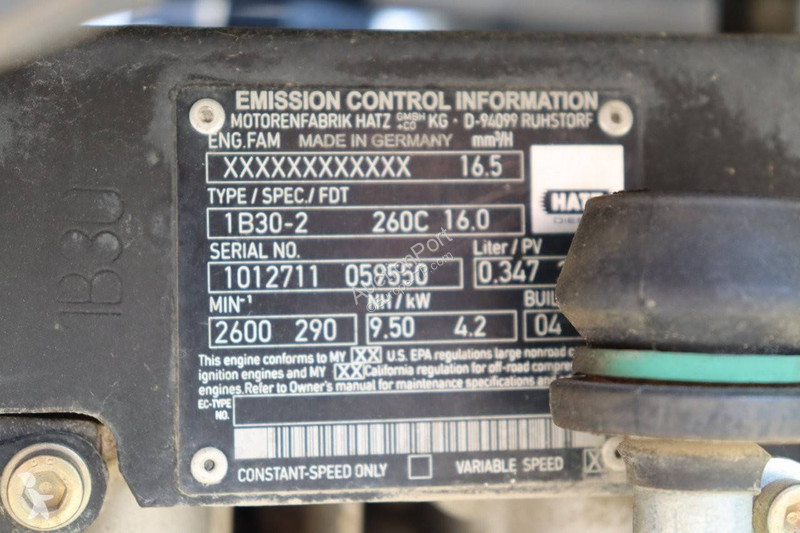 EMISSION CONTROL INFORMATION
MOTORENFABRIK HATZ GMBH +CO KG · D-94099 RUHSTORF
ENG.FAM MADE IN GERMANY mm³/H
XXXXXXXXXXXX 16.5
TYPE / SPEC./ FDT
HATZ
1B30-2 260C 16.0
DIESEL
SERIAL NO. Liter / PV
1012711 059550 0.347
MIN-¹ NH / kW
2600 290 9.50 4.2 04
This engine conforms to MY XX U.S. EPA regulations large nonroad
ignition engines and MY XX California regulation for off-road
engines. Refer to Owner's manual for maintenance specifications and
EC-TYPE
NO.
CONSTANT-SPEED ONLY VARIABLE SPEED X
1B30
AviationPort